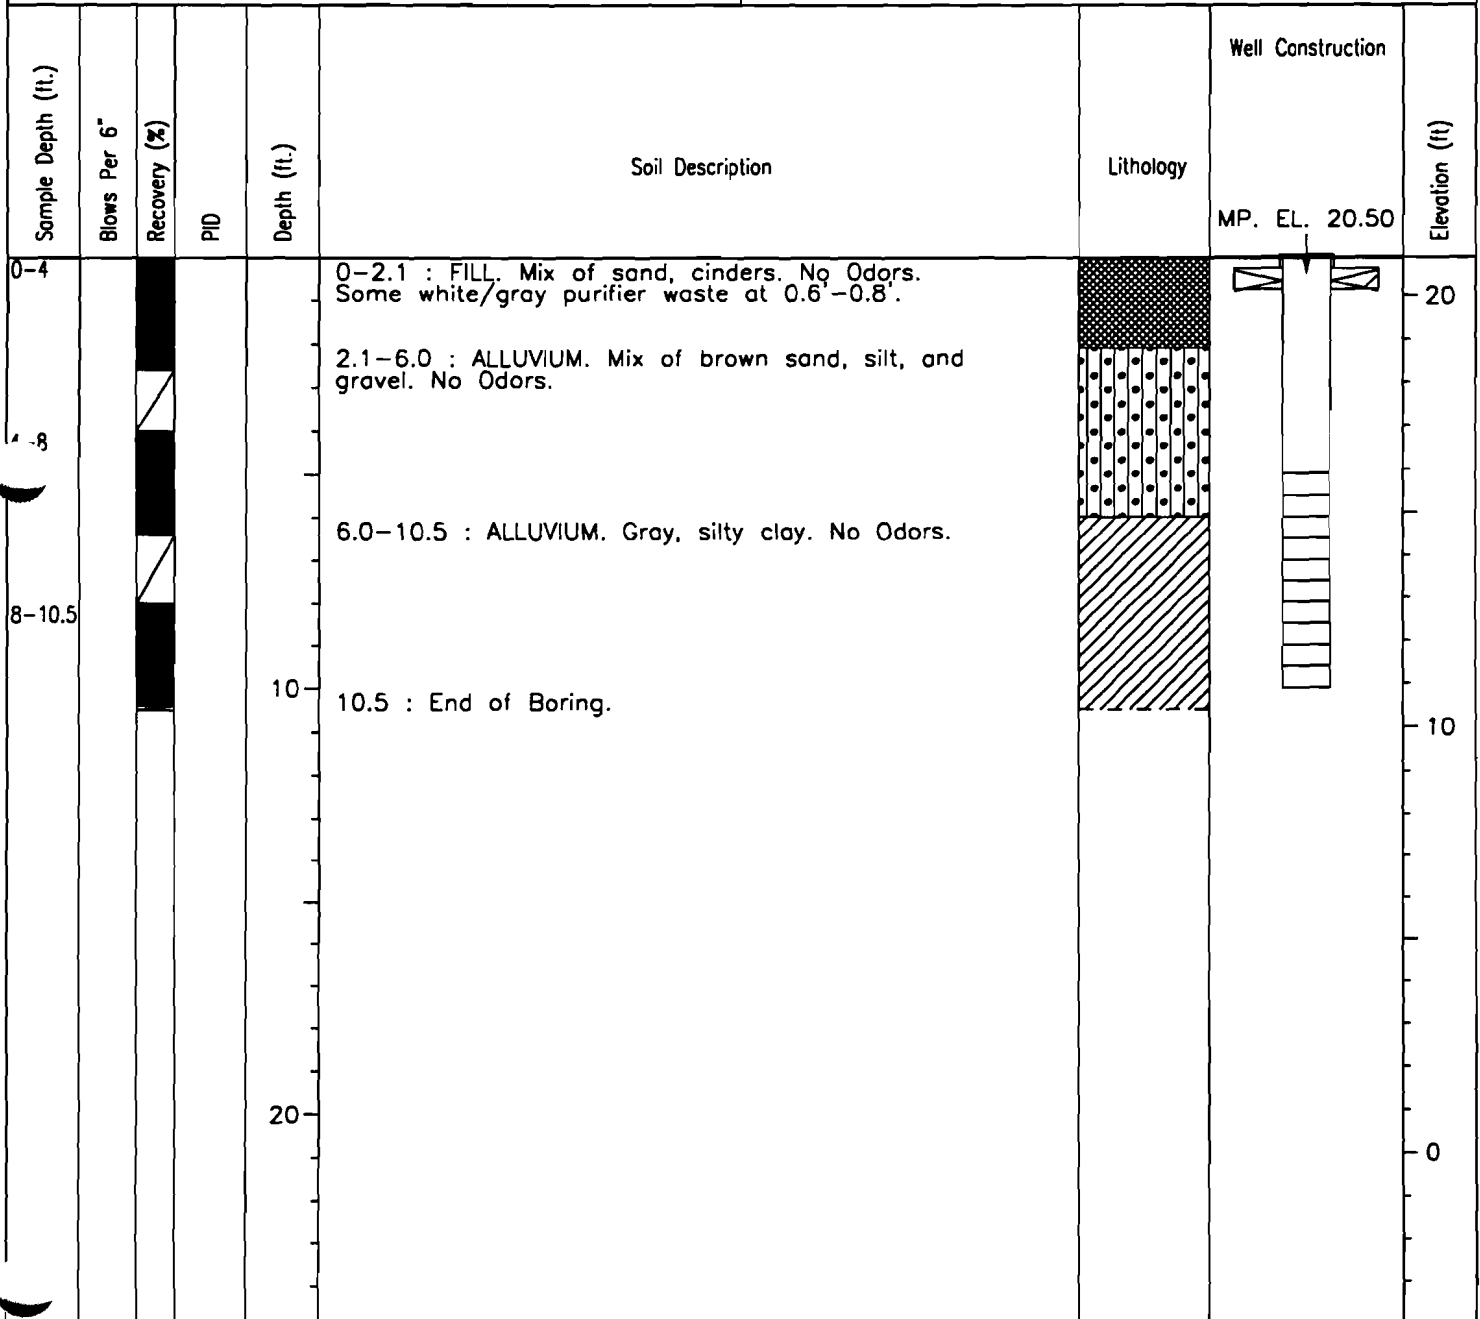 Well Construction
Sample Depth (ft.)
Blows Per 6"
Recovery (%)
PID
Depth (ft.)
Soil Description
Lithology
MP. EL. 20.50
Elevation (ft)
0-4
0-2.1 : FILL. Mix of sand, cinders. No Odors.
Some white/gray purifier waste at 0.6'-0.8'.
20
2.1-6.0 : ALLUVIUM. Mix of brown sand, silt, and
gravel. No Odors.
-8
6.0-10.5 : ALLUVIUM. Gray, silty clay. No Odors.
8-10.5
10
10.5 : End of Boring.
10
20
0